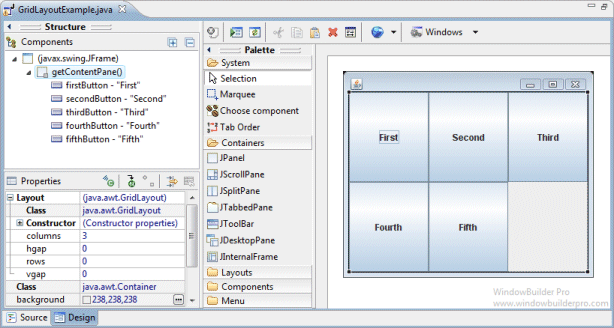 GridLayoutExample.java
Structure
Components
(javax.swing.JFrame)
getContentPane()
firstButton - "First"
secondButton - "Second"
thirdButton - "Third"
fourthButton - "Fourth"
fifthButton - "Fifth"
Properties
Layout (java.awt.GridLayout)
Class java.awt.GridLayout
Constructor (Constructor properties)
columns 3
hgap 0
rows 0
vgap 0
Class java.awt.Container
background 238,238,238
...
Palette
System
Selection
Marquee
Choose component
Tab Order
Containers
JPanel
JScrollPane
JSplitPane
JTabbedPane
JToolBar
JDesktopPane
JInternalFrame
Layouts
Components
Menu
Windows
First Second Third
Fourth Fifth
WindowBuilder Pro
www.windowbuilderpro.com
Source Design